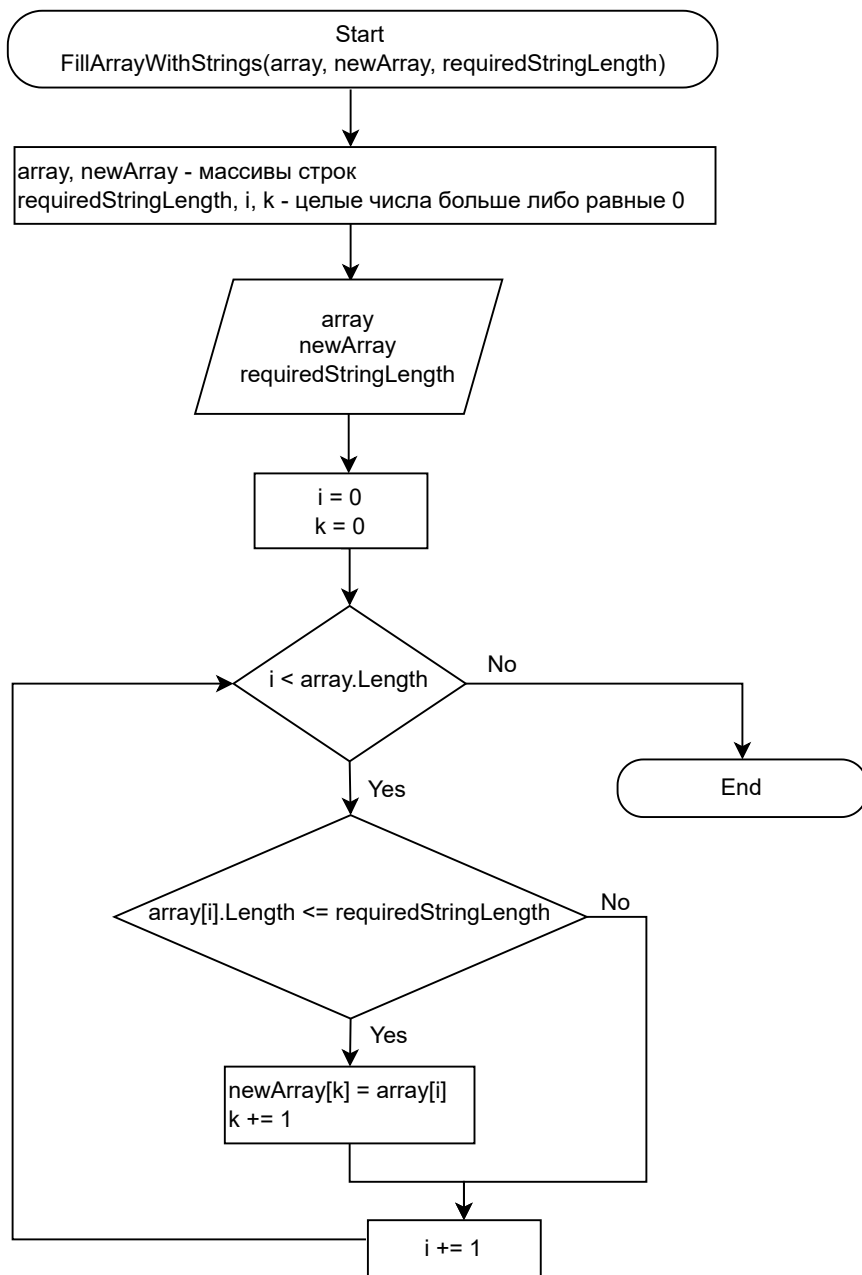 Start
FillArrayWithStrings(array, newArray, requiredStringLength)
array, newArray - массивы строк
requiredStringLength, i, k - целые числа больше либо равные 0
array
newArray
requiredStringLength
i = 0
k = 0
i < array.Length
No
End
Yes
array[i].Length <= requiredStringLength
No
Yes
newArray[k] = array[i]
k += 1
i += 1